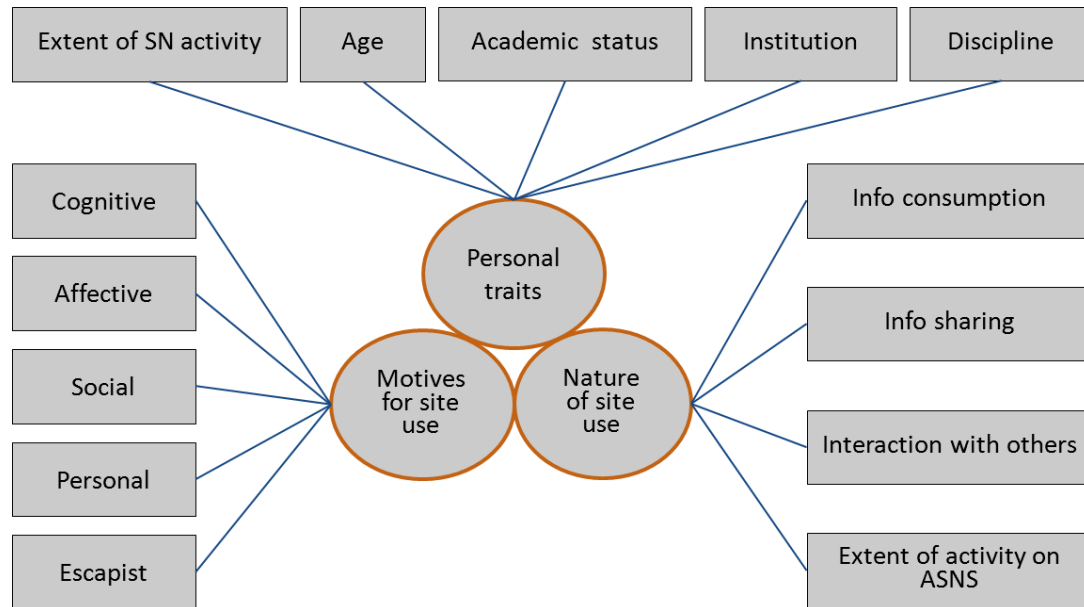 Extent of SN activity
Age
Academic status
Institution
Discipline
Cognitive
Affective
Social
Personal
Escapist
Personal
traits
Motives
for site
use
Nature
of site
use
Info consumption
Info sharing
Interaction with others
Extent of activity on
ASNS